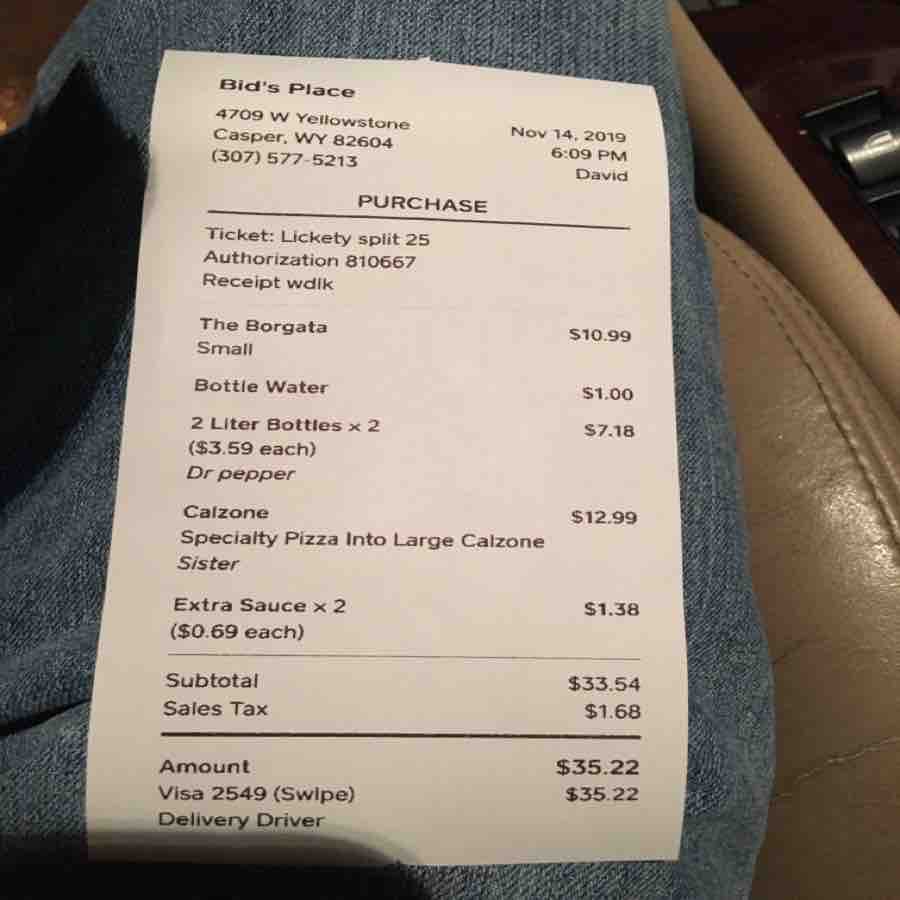 Bid's Place
4709 W Yellowstone
Casper, WY 82604
(307) 577-5213
Nov 14, 2019
6:09 PM
David
PURCHASE
Ticket: Lickety split 25
Authorization 810667
Receipt wdlk
The Borgata $10.99
Small
Bottle Water $1.00
2 Liter Bottles x 2 $7.18
($3.59 each)
Dr pepper
Calzone $12.99
Specialty Pizza Into Large Calzone
Sister
Extra Sauce x 2 $1.38
($0.69 each)
Subtotal $33.54
Sales Tax $1.68
Amount $35.22
Visa 2549 (Swipe) $35.22
Delivery Driver